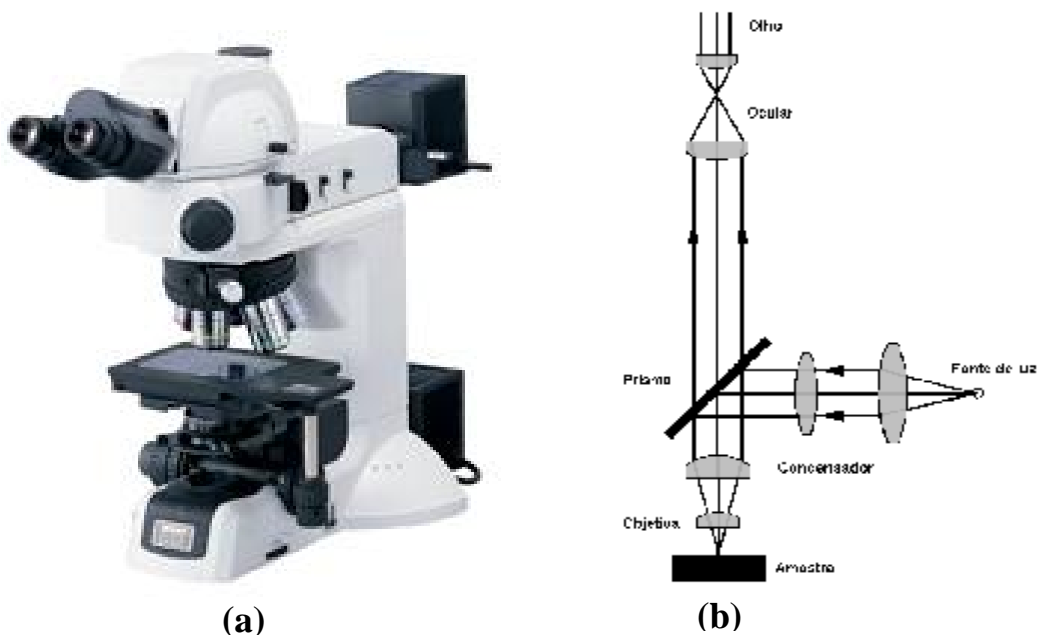 Olho
Ocular
Prisma
Fonte de luz
Condensador
Objetiva
Amostra
(a)
(b)